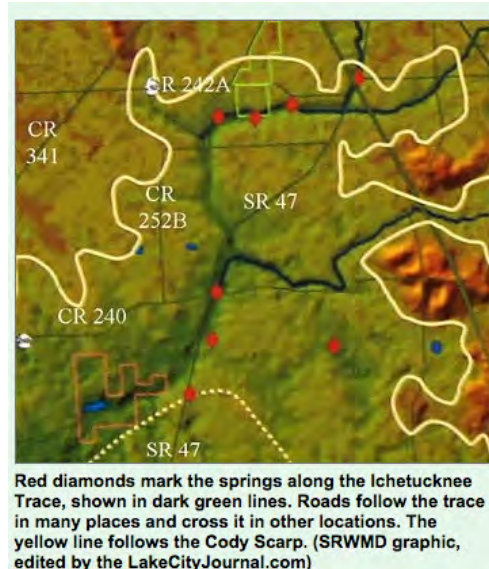 CR 242A
CR
341
CR
252B
SR 47
CR 240
SR 47
Red diamonds mark the springs along the Ichetucknee
Trace, shown in dark green lines. Roads follow the trace
in many places and cross it in other locations. The
yellow line follows the Cody Scarp. (SRWMD graphic,
edited by the LakeCityJournal.com)